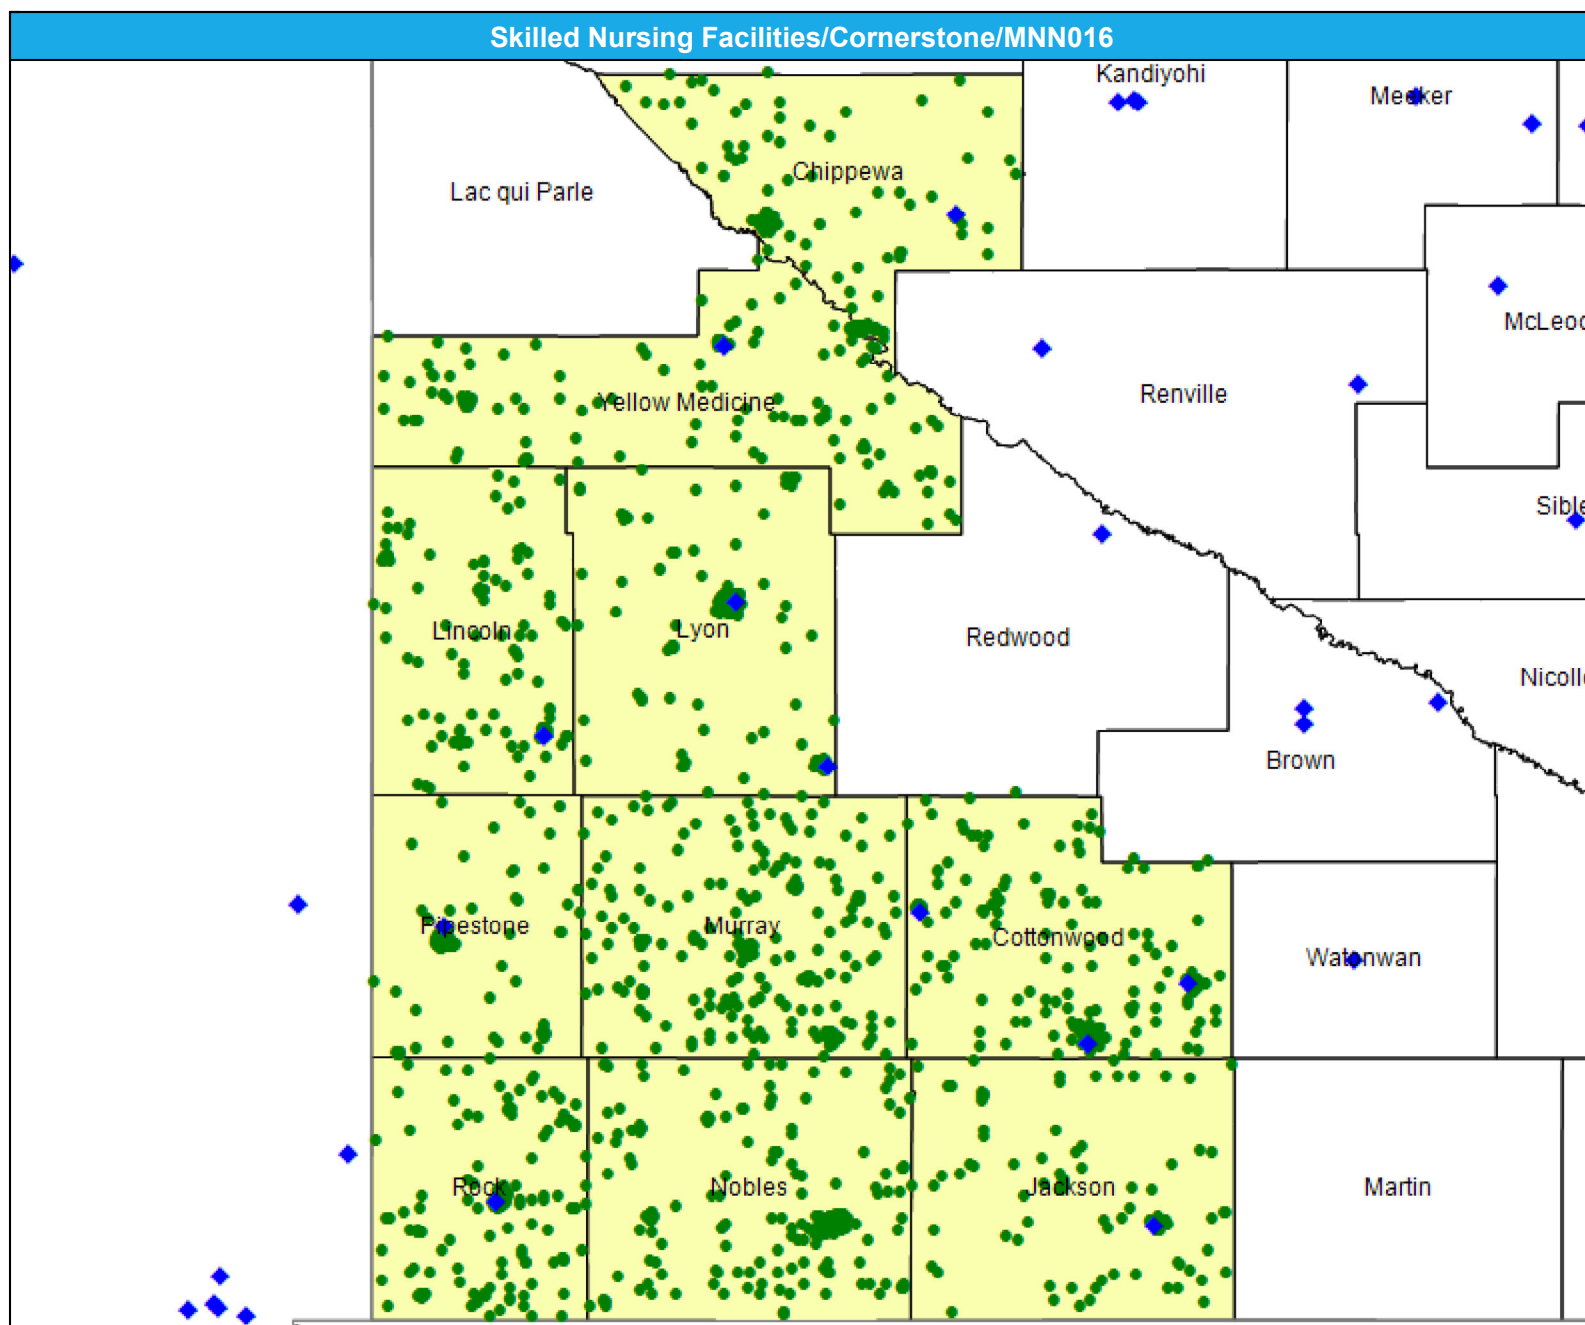 Skilled Nursing Facilities/Cornerstone/MNN016
Kandiyohi
Meeker
Chippewa
Lac qui Parle
McLeod
Renville
Yellow Medicine
Sible
Lincoln
Lyon
Redwood
Nicoll
Brown
Pipestone
Murray
Cottonwood
Watonwan
Rock
Nobles
Jackson
Martin